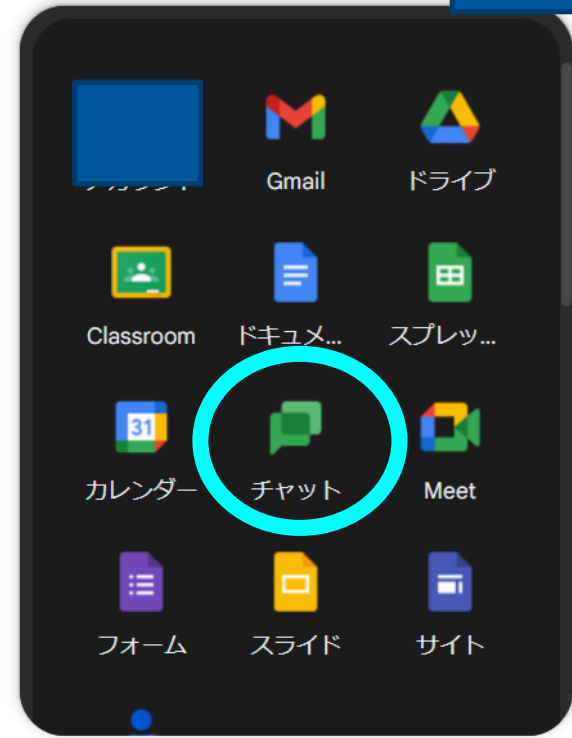 Gmail
ドライブ
Classroom
ドキュメ...
スプレッ...
31
カレンダー
チャット
Meet
フォーム
スライド
サイト